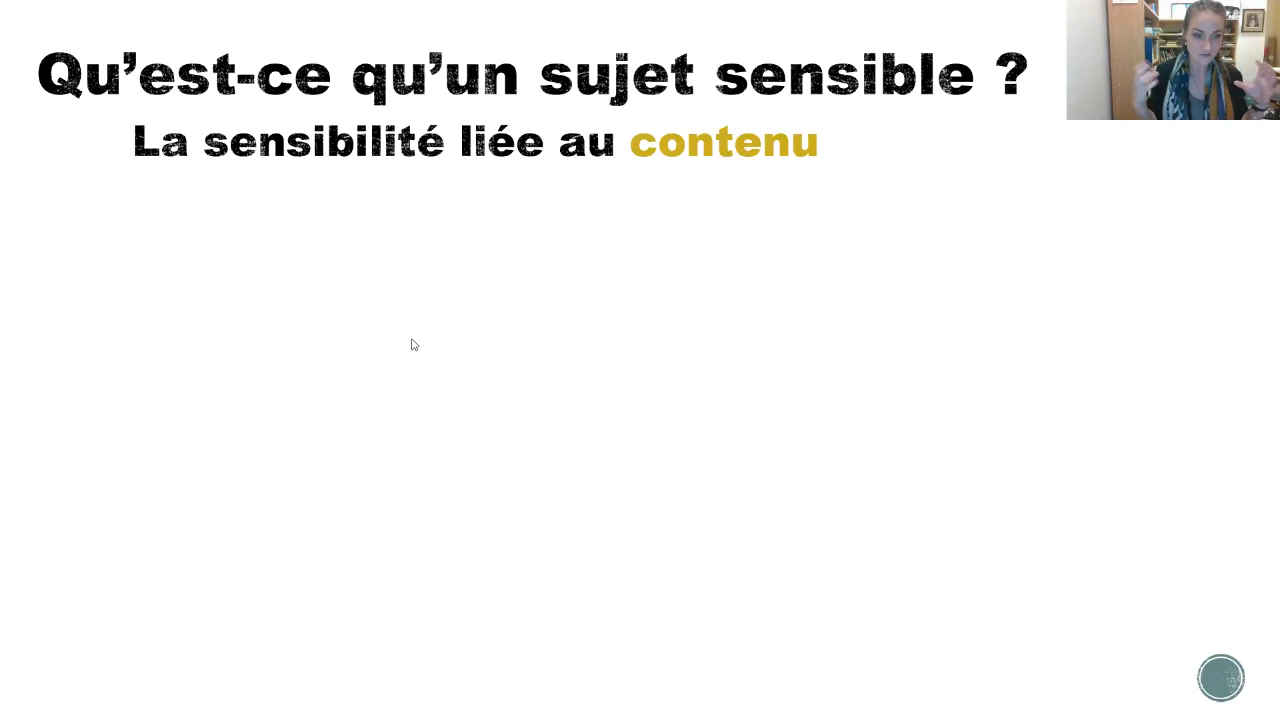 Qu’est-ce qu’un sujet sensible ?
La sensibilité liée au contenu